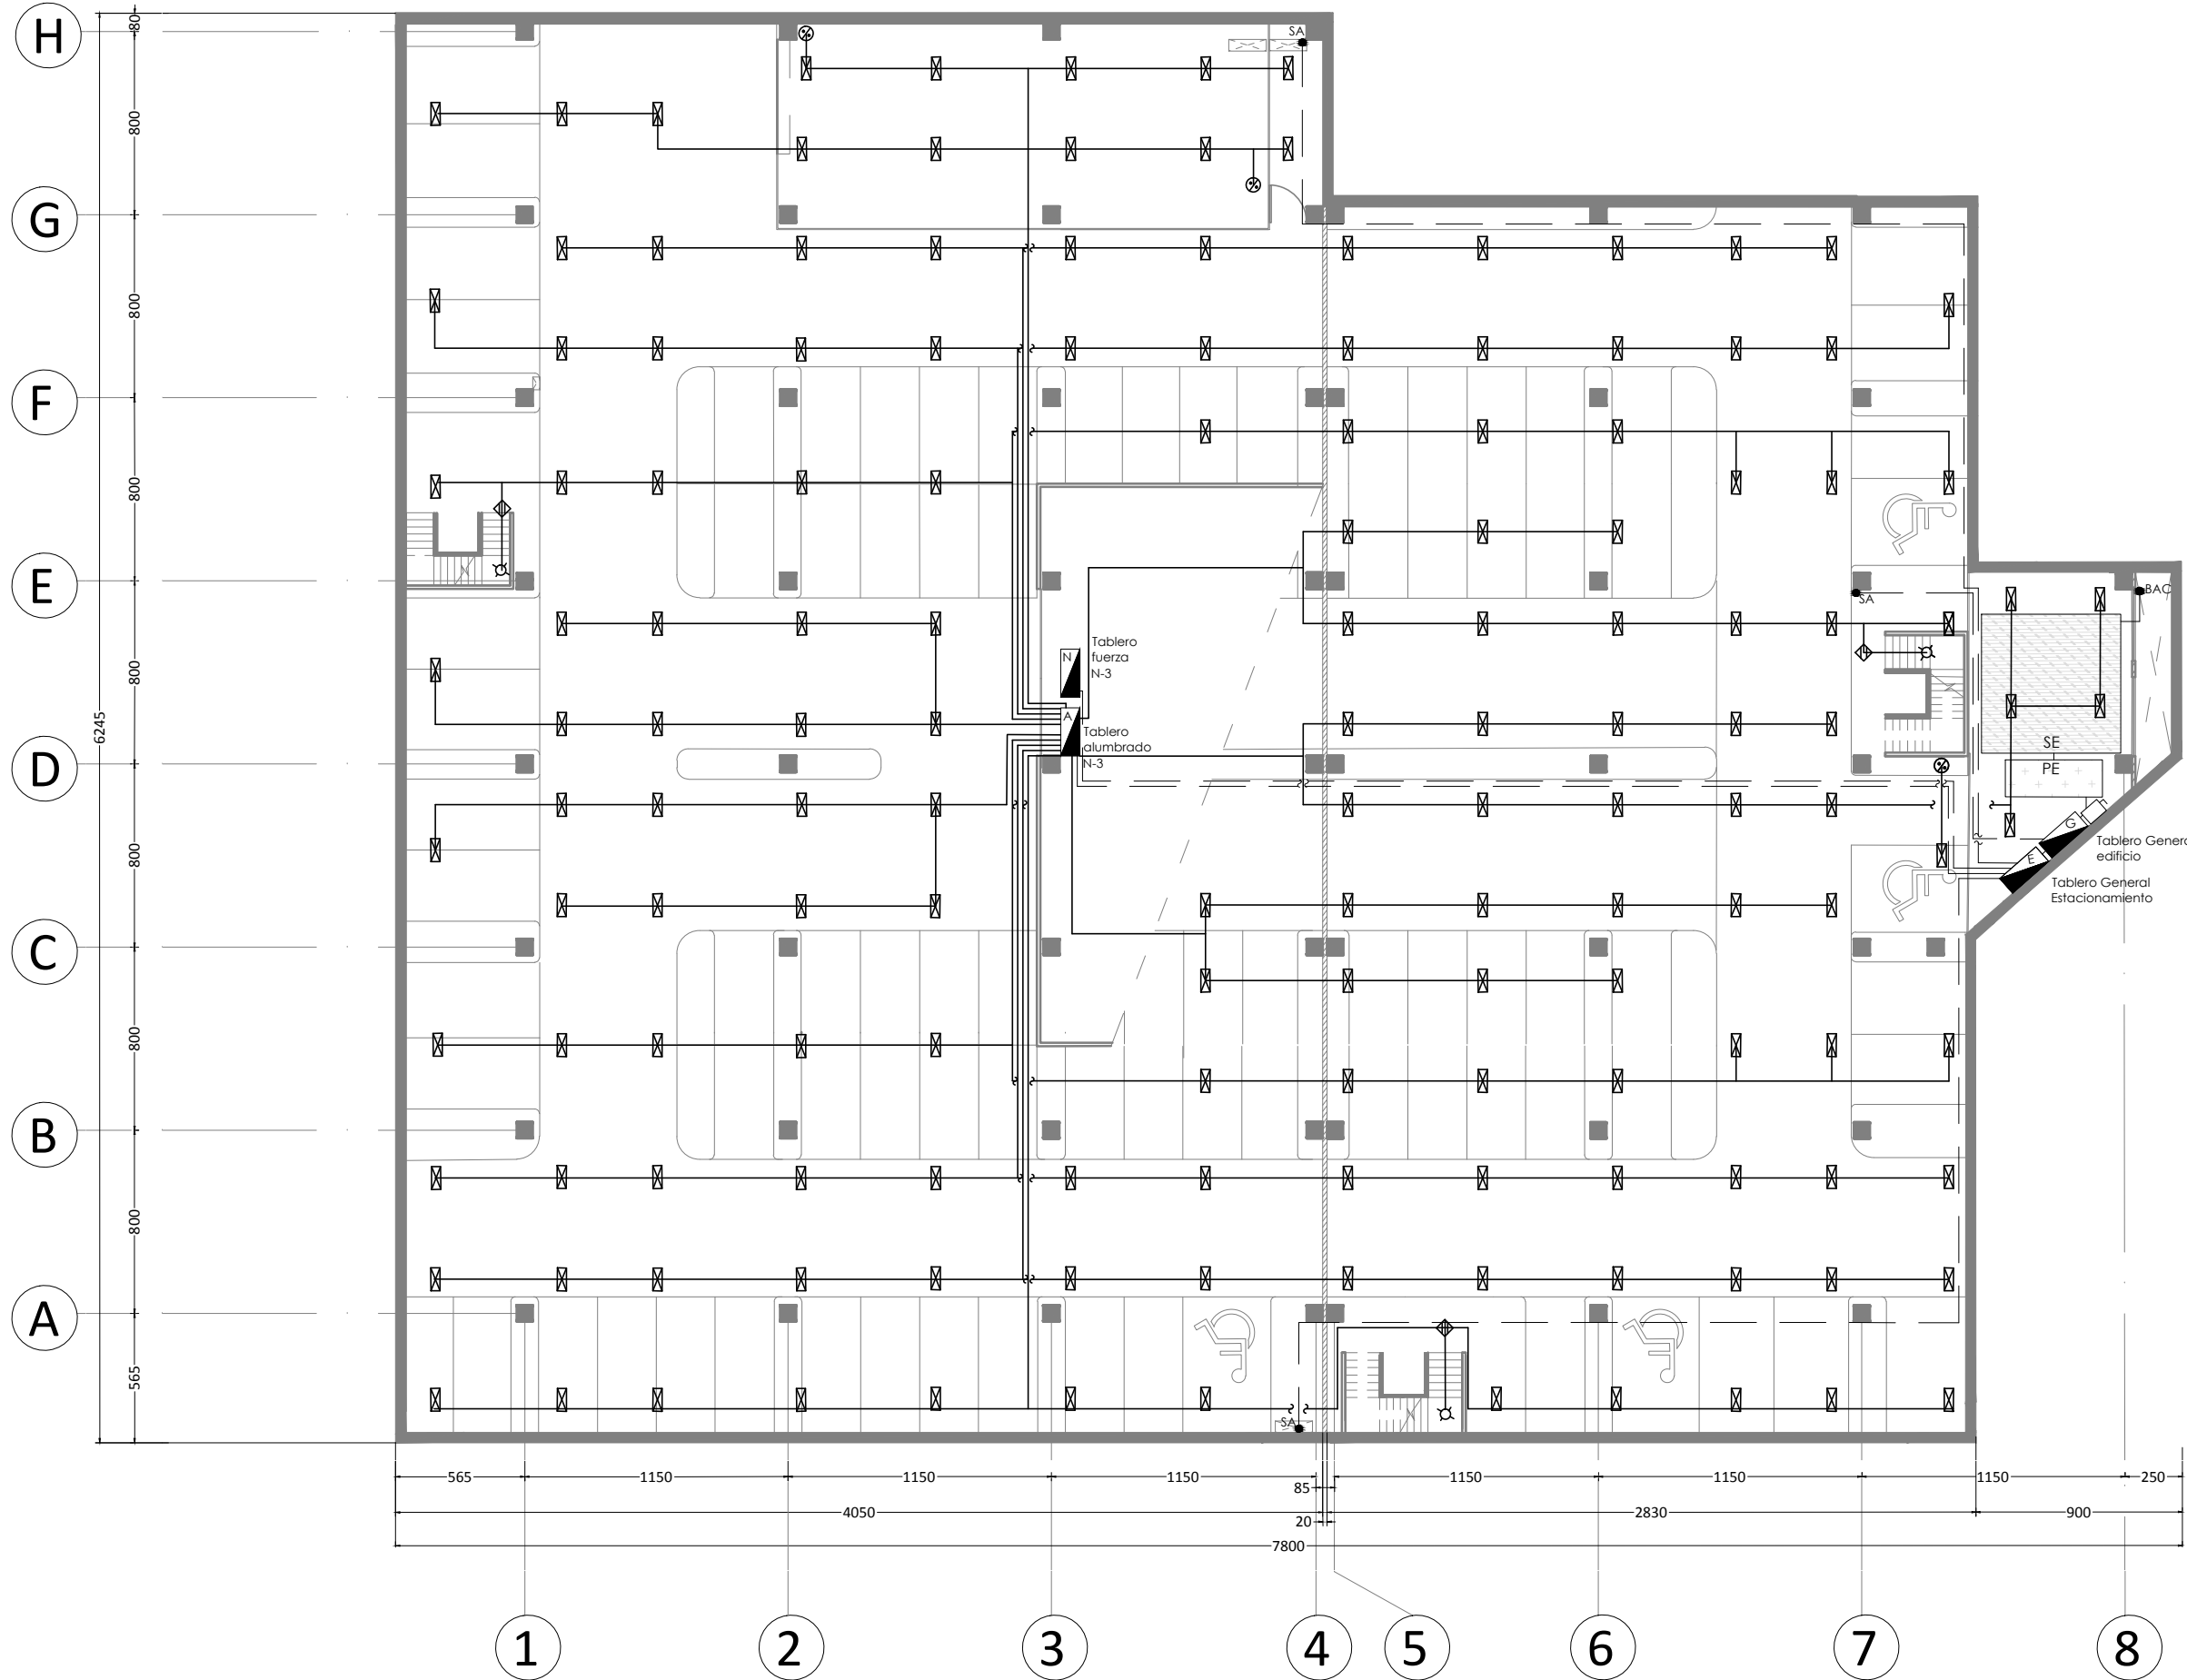 H
80
SA
800
G
800
F
800
E
SA
BAC
N
Tablero
fuerza
N-3
800
6245
A
Tablero
alumbrado
N-3
SE
PE
D
800
G
Tablero Genera
edificio
E
Tablero General
Estacionamiento
C
800
B
800
A
565
SA
565
1150
1150
1150
1150
1150
1150
250
85
4050
2830
900
20
7800
1
2
3
4
5
6
7
8